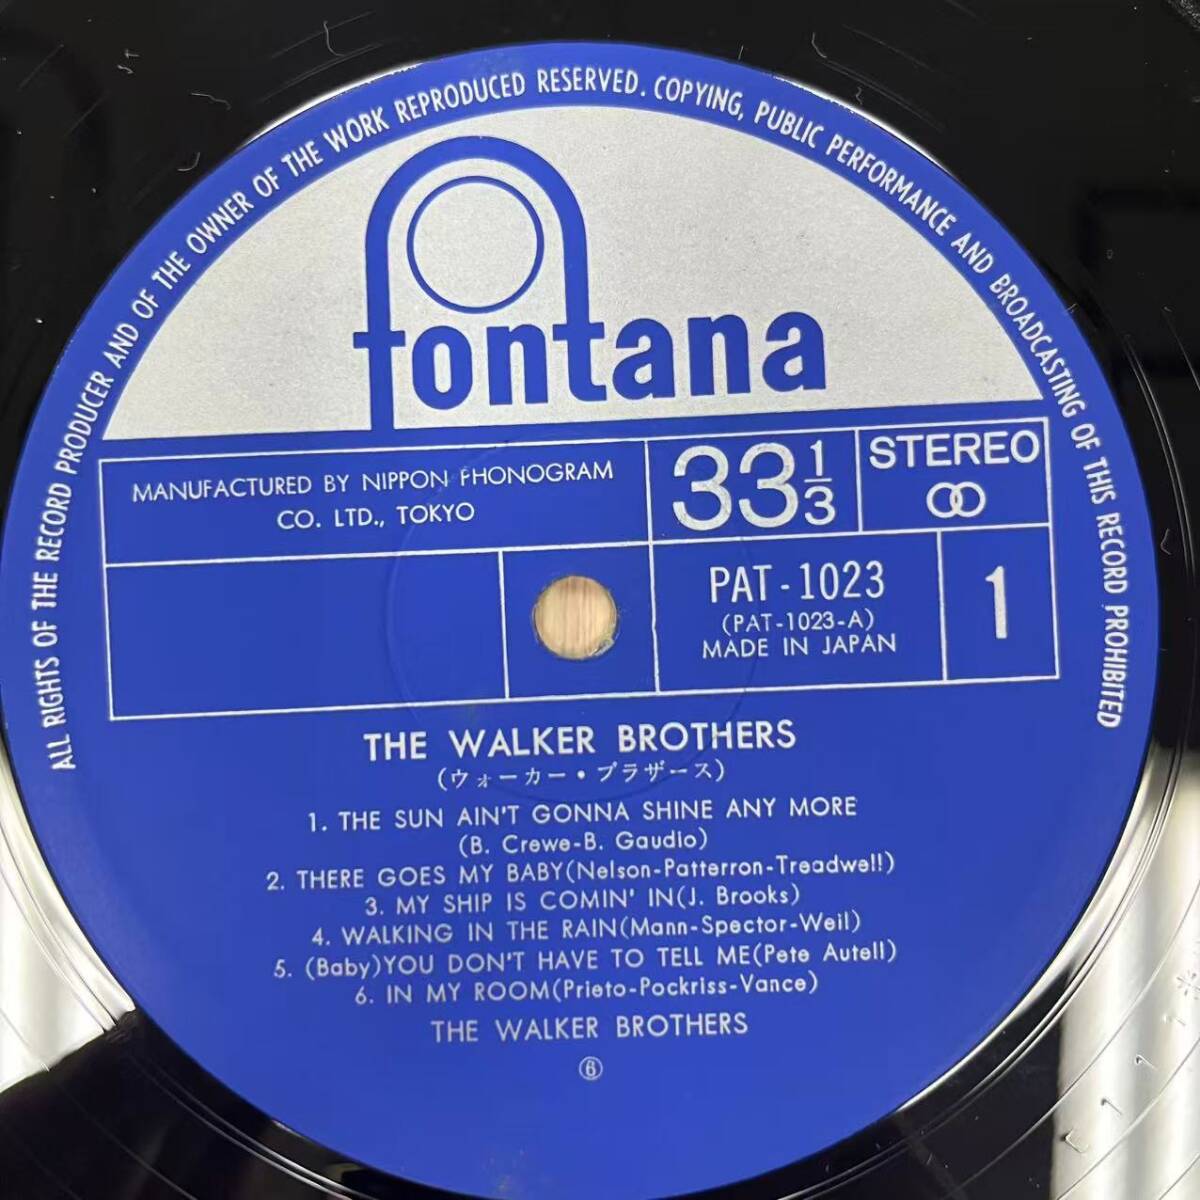 ALL RIGHTS OF THE RECORD PRODUCER AND OF THE OWNER OF THE WORK REPRODUCED RESERVED. COPYING, PUBLIC PERFORMANCE AND BROADCASTING OF THIS RECORD PROHIBITED
fontana
MANUFACTURED BY NIPPON PHONOGRAM
CO. LTD., TOKYO
33 1/3
STEREO
PAT-1023
(PAT-1023-A)
MADE IN JAPAN
1
THE WALKER BROTHERS
(ウォーカー・ブラザース)
1. THE SUN AIN'T GONNA SHINE ANY MORE
(B. Crewe-B. Gaudio)
2. THERE GOES MY BABY(Nelson-Patterron-Treadwell)
3. MY SHIP IS COMIN' IN(J. Brooks)
4. WALKING IN THE RAIN(Mann-Spector-Weil)
5. (Baby)YOU DON'T HAVE TO TELL ME(Pete Autell)
6. IN MY ROOM(Prieto-Pockriss-Vance)
THE WALKER BROTHERS
⑥